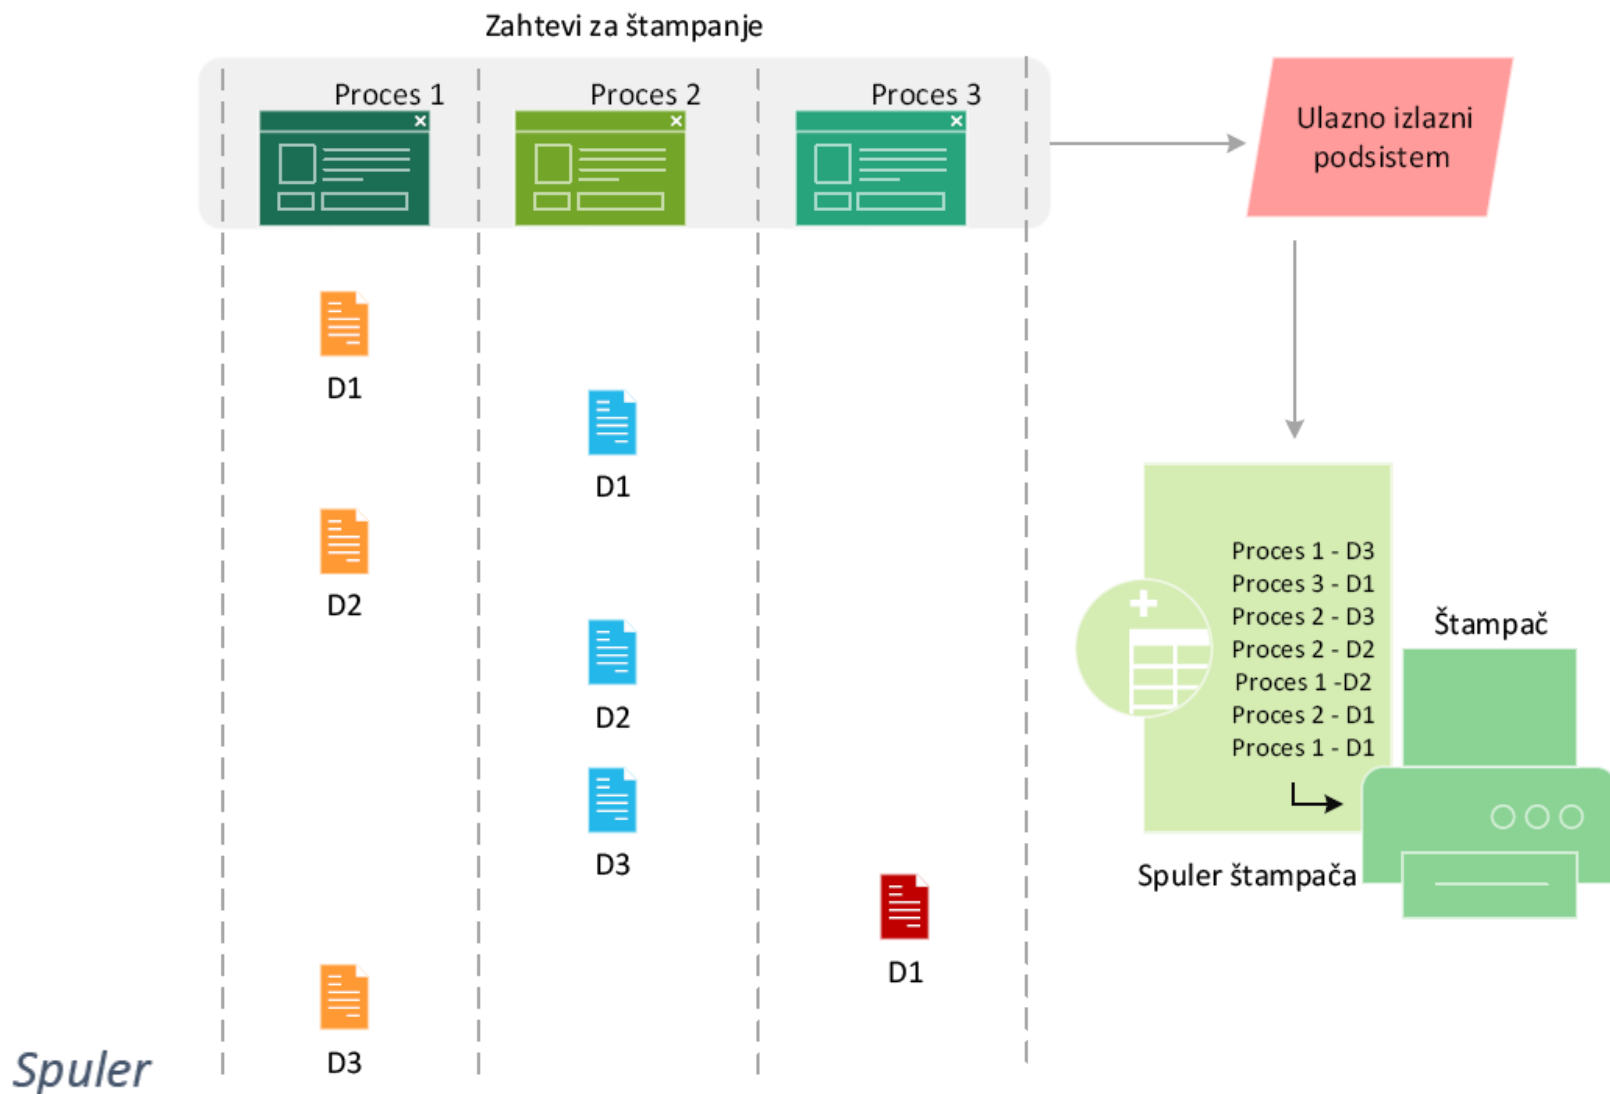 Zahtevi za štampanje
Proces 1
Proces 2
Proces 3
Ulazno izlazni
podsistem
D1
D1
D2
D2
D3
D1
D3
Proces 1 - D3
Proces 3 - D1
Proces 2 - D3
Proces 2 - D2
Proces 1 -D2
Proces 2 - D1
Proces 1 - D1
Štampač
Spuler štampača
Spuler